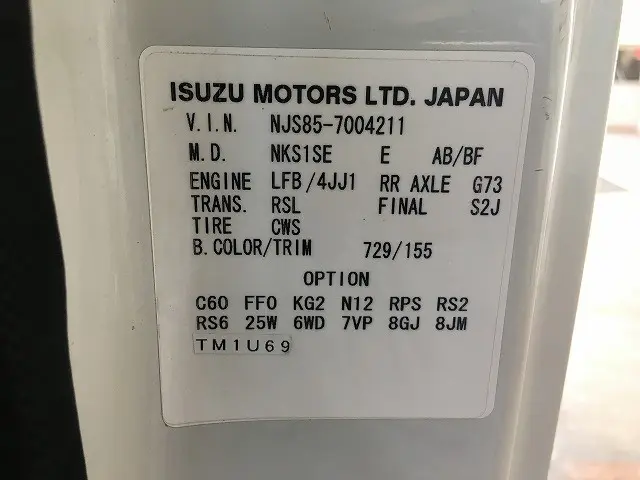 ISUZU MOTORS LTD. JAPAN
V.I.N. NJS85-7004211
M.D. NKS1SE E AB/BF
ENGINE LFB/4JJ1 RR AXLE G73
TRANS. RSL FINAL S2J
TIRE CWS
B.COLOR/TRIM 729/155
OPTION
C60 FF0 KG2 N12 RPS RS2
RS6 25W 6WD 7VP 8GJ 8JM
TM1U69